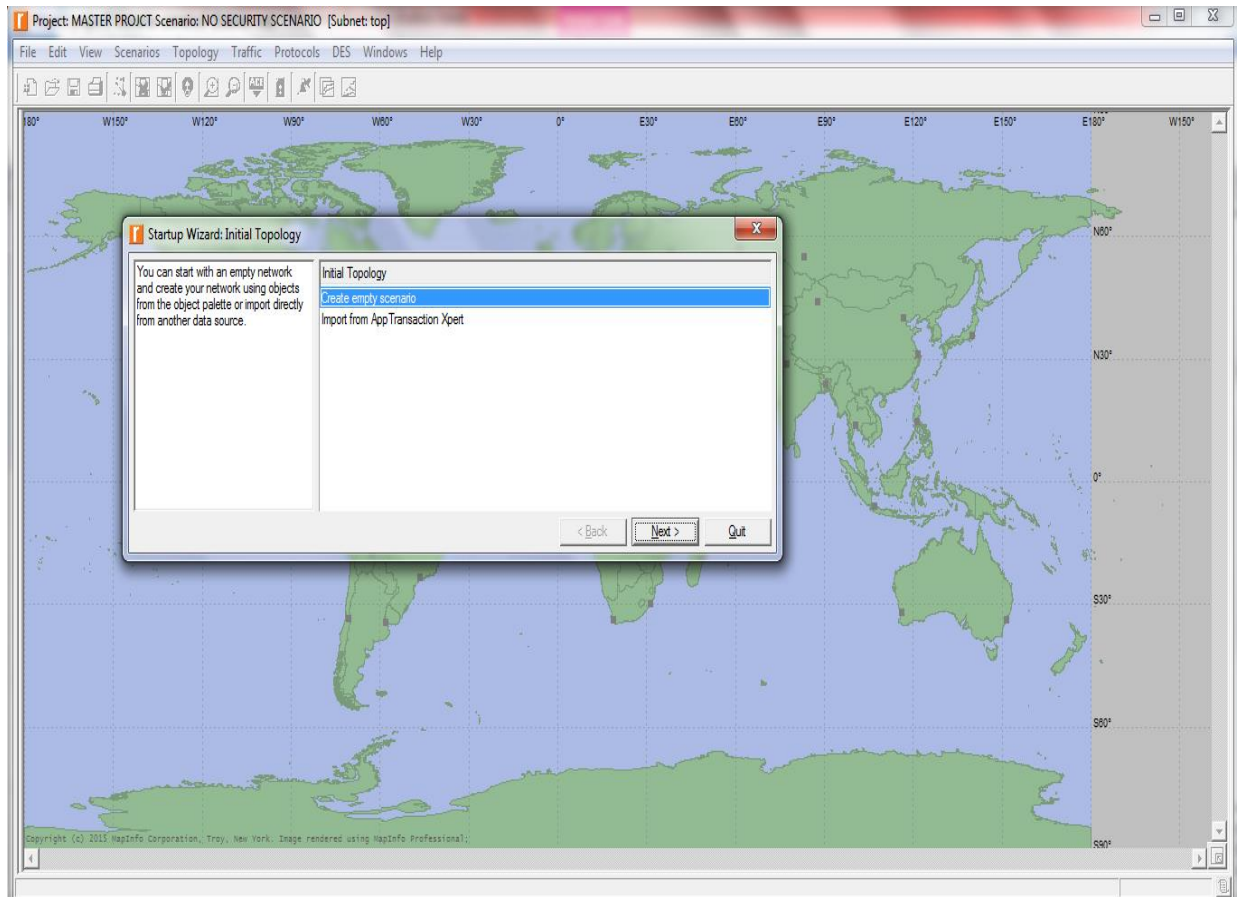 Project: MASTER PROJCT Scenario: NO SECURITY SCENARIO [Subnet: top]
File Edit View Scenarios Topology Traffic Protocols DES Windows Help
180° W150° W120° W90° W60° W30° 0° E30° E60° E90° E120° E150° E180° W150°
Startup Wizard: Initial Topology
N60°
You can start with an empty network
and create your network using objects
from the object palette or import directly
from another data source.
Initial Topology
Create empty scenario
Import from AppTransaction Xpert
N30°
0°
< Back Next > Quit
S30°
S60°
Copyright (c) 2015 MapInfo Corporation, Troy, New York. Image rendered using MapInfo Professional;
S90°